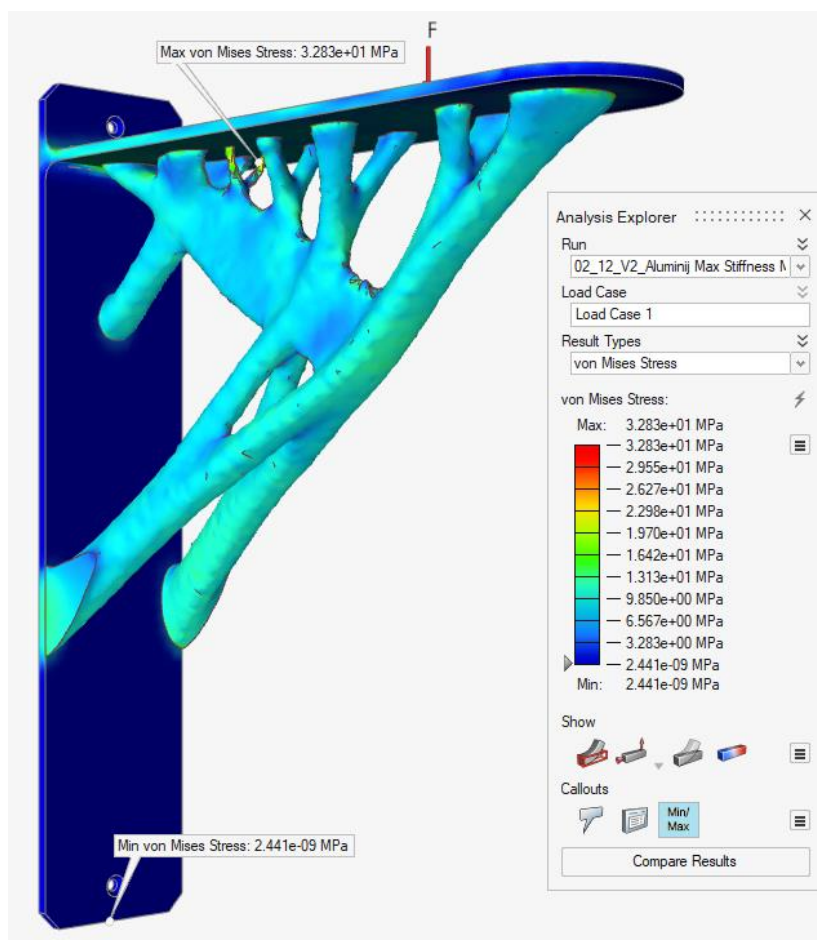 F
Max von Mises Stress: 3.283e+01 MPa
Min von Mises Stress: 2.441e-09 MPa
Analysis Explorer
Run
02_12_V2_Aluminij Max Stiffness
Load Case
Load Case 1
Result Types
von Mises Stress
von Mises Stress:
Max: 3.283e+01 MPa
3.283e+01 MPa
2.955e+01 MPa
2.627e+01 MPa
2.298e+01 MPa
1.970e+01 MPa
1.642e+01 MPa
1.313e+01 MPa
9.850e+00 MPa
6.567e+00 MPa
3.283e+00 MPa
2.441e-09 MPa
Min: 2.441e-09 MPa
Show
Callouts
Min/
Max
Compare Results